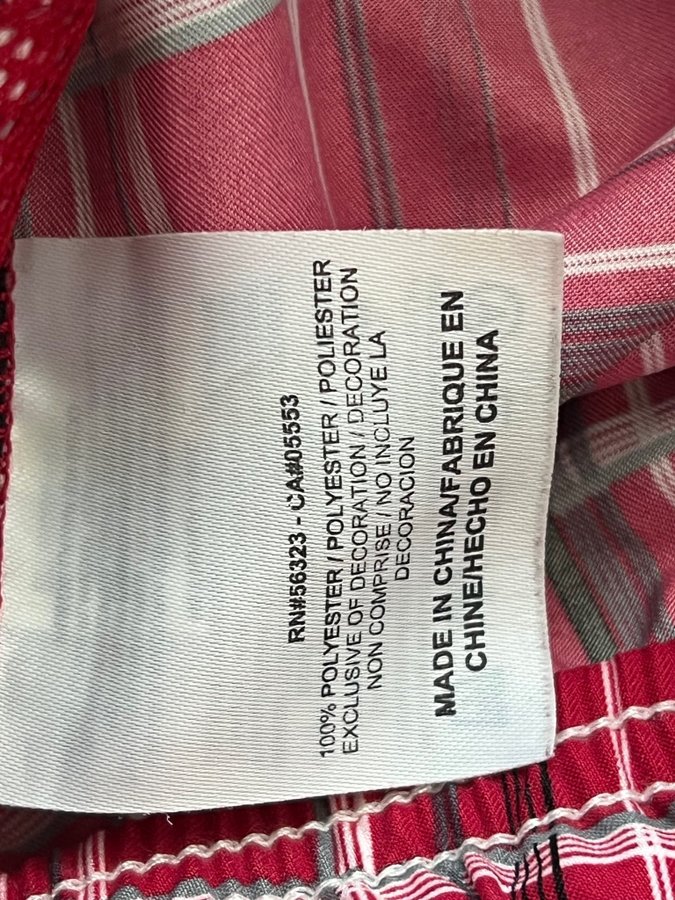 RN#56323 - CA#05553
100% POLYESTER / POLYESTER / POLIESTER
EXCLUSIVE OF DECORATION / DECORATION
NON COMPRISE / NO INCLUYE LA
DECORACION
MADE IN CHINA/FABRIQUE EN
CHINE/HECHO EN CHINA